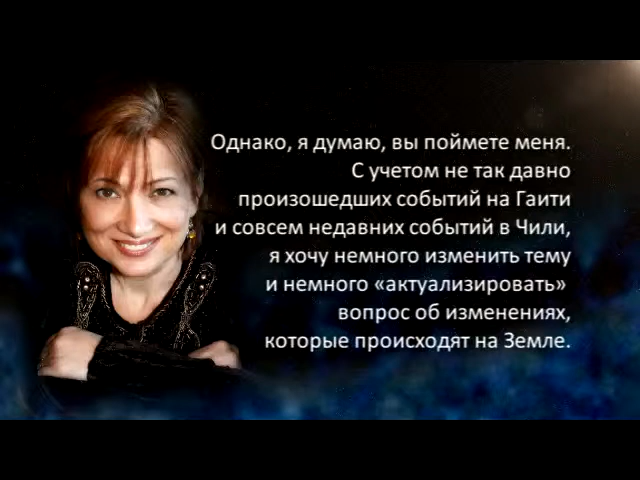 Однако, я думаю, вы поймете меня.
С учетом не так давно
произошедших событий на Гаити
и совсем недавних событий в Чили,
я хочу немного изменить тему
и немного «актуализировать»
вопрос об изменениях,
которые происходят на Земле.